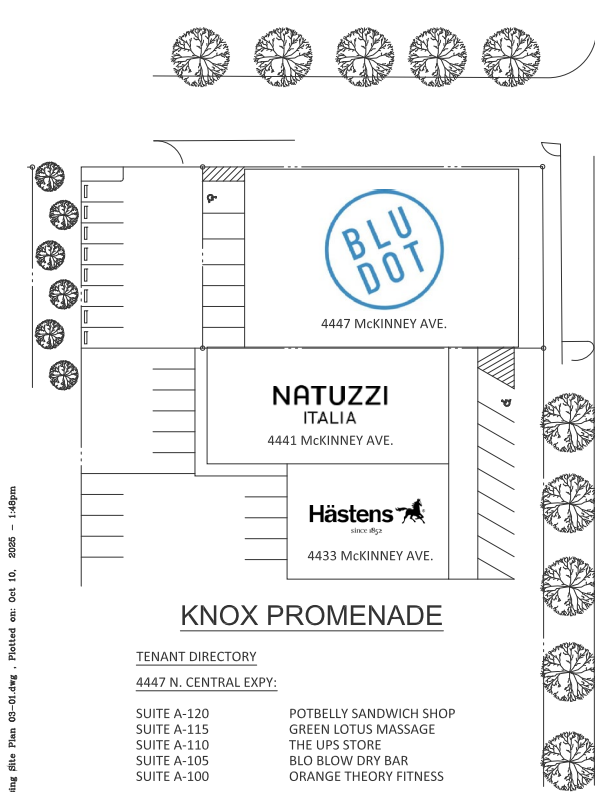 BLU
DOT
4447 McKINNEY AVE.
NATUZZI
ITALIA
4441 McKINNEY AVE.
Hästens
since 1852
4433 McKINNEY AVE.
KNOX PROMENADE
TENANT DIRECTORY
4447 N. CENTRAL EXPY:
SUITE A-120 POTBELLY SANDWICH SHOP
SUITE A-115 GREEN LOTUS MASSAGE
SUITE A-110 THE UPS STORE
SUITE A-105 BLO BLOW DRY BAR
SUITE A-100 ORANGE THEORY FITNESS
Site Plan 03-01.dwg , Plotted on: Oct 10, 2025 - 1:48pm